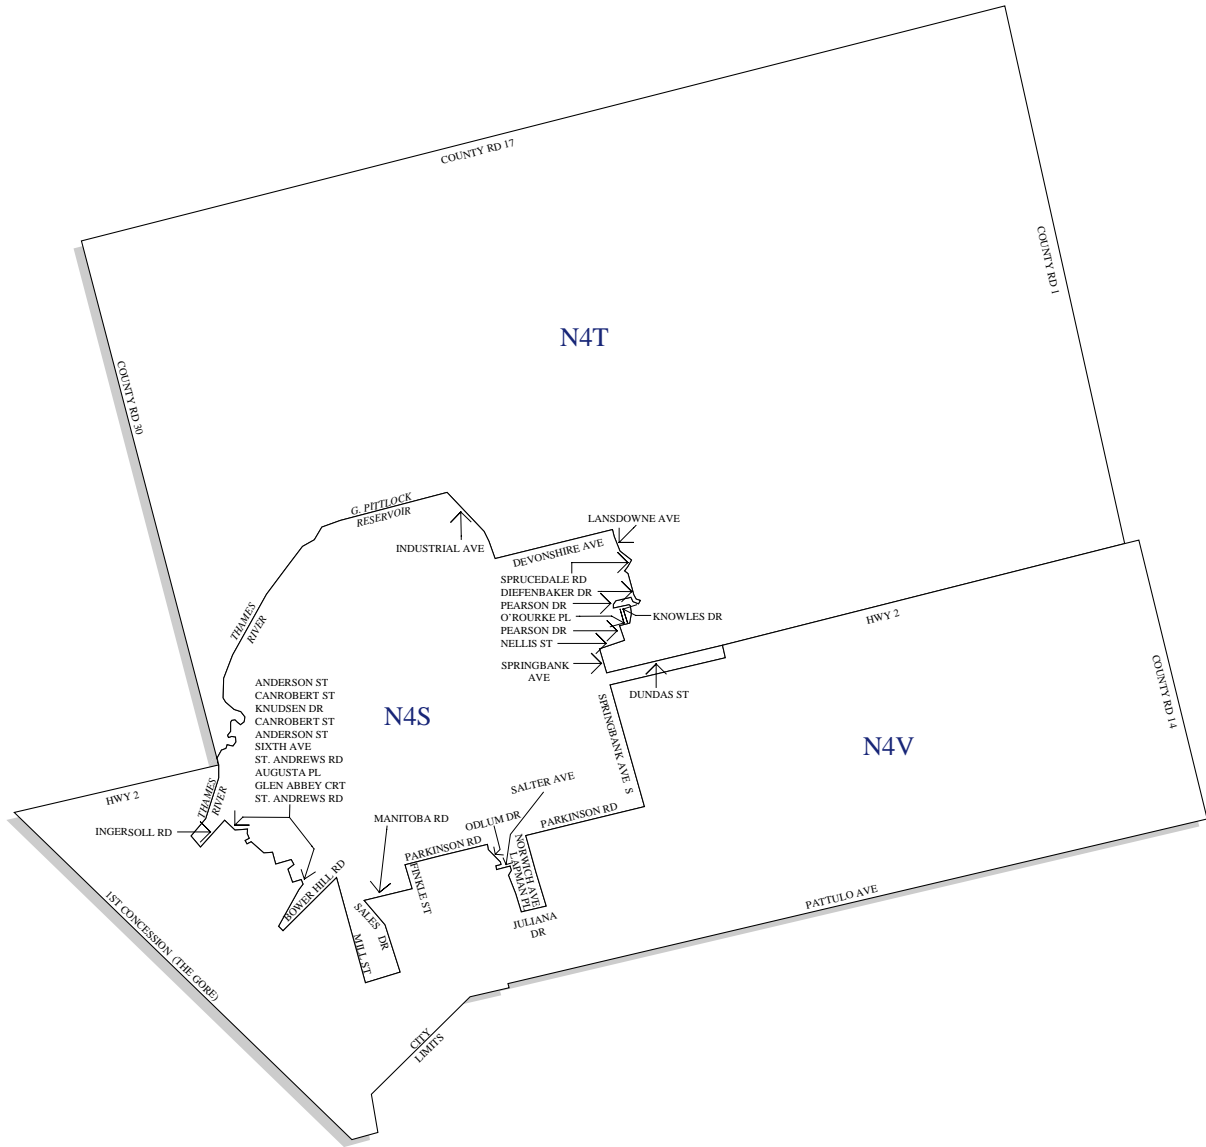 COUNTY RD 17
COUNTY RD 1
N4T
COUNTY RD 30
G. PITTLOCK
RESERVOIR
INDUSTRIAL AVE
LANSDOWNE AVE
DEVONSHIRE AVE
SPRUCEDALE RD
DIEFENBAKER DR
PEARSON DR
O'ROURKE PL
PEARSON DR
NELLIS ST
KNOWLES DR
SPRINGBANK
AVE
DUNDAS ST
HWY 2
COUNTY RD 14
THAMES
RIVER
ANDERSON ST
CANROBERT ST
KNUDSEN DR
CANROBERT ST
ANDERSON ST
SIXTH AVE
ST. ANDREWS RD
AUGUSTA PL
GLEN ABBEY CRT
ST. ANDREWS RD
N4S
SPRINGBANK AVE S
N4V
HWY 2
THAMES
RIVER
INGERSOLL RD
MANITOBA RD
SALTER AVE
ODLUM DR
PARKINSON RD
PARKINSON RD
BOWER HILL RD
FINKLE ST
NORWICH AVE
LAPMAN PL
JULIANA
DR
SALES DR
MILL ST
PATTULO AVE
1ST CONCESSION (THE GORE)
CITY
LIMITS